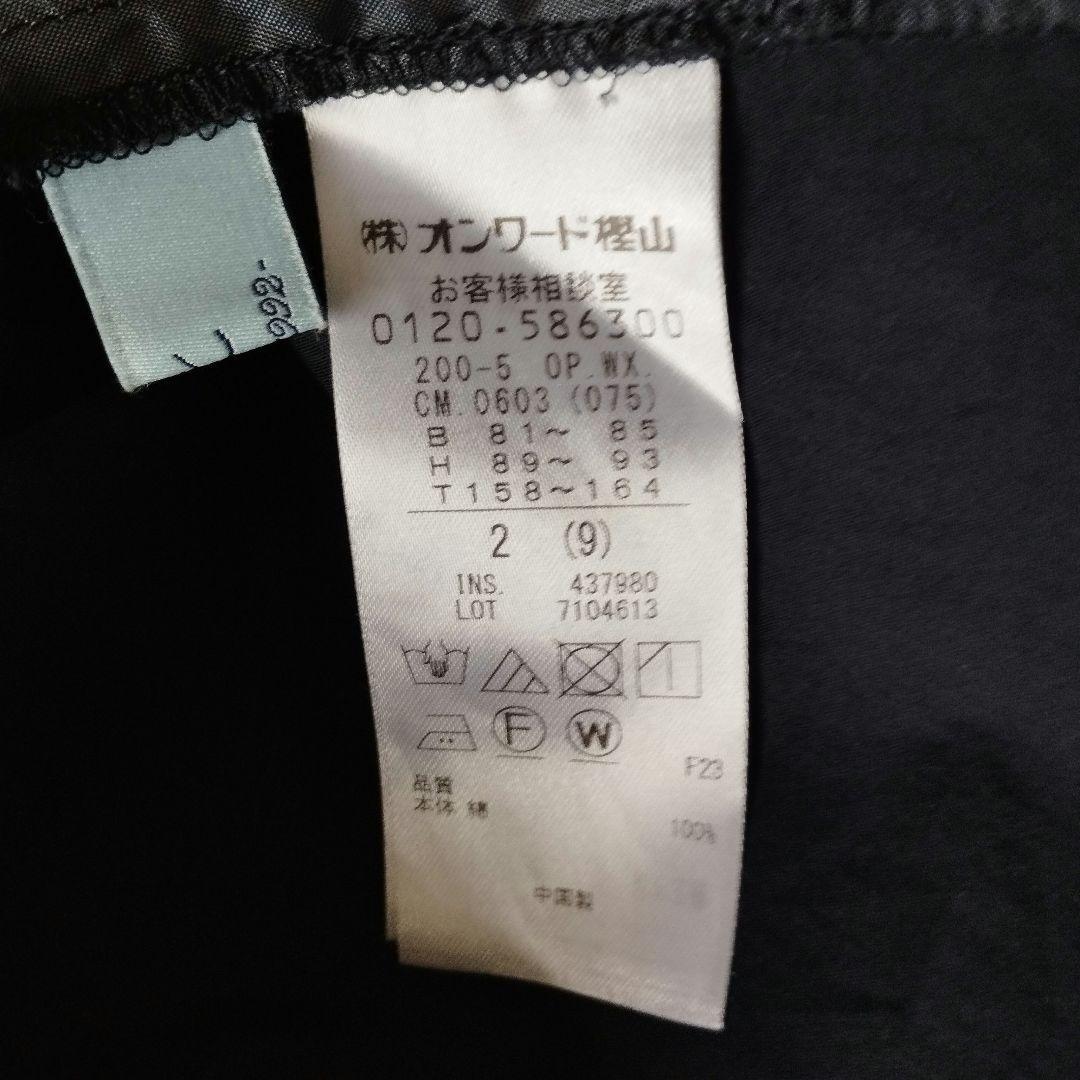 (株)オンワード樫山
お客様相談室
0120-586300
200-5 OP.WX.
CM.0603 (075)
B 81～ 85
H 89～ 93
T158～164
2 (9)
INS. 437980
LOT 7104613
F W
F23
品質
本体 綿
100%
中国製